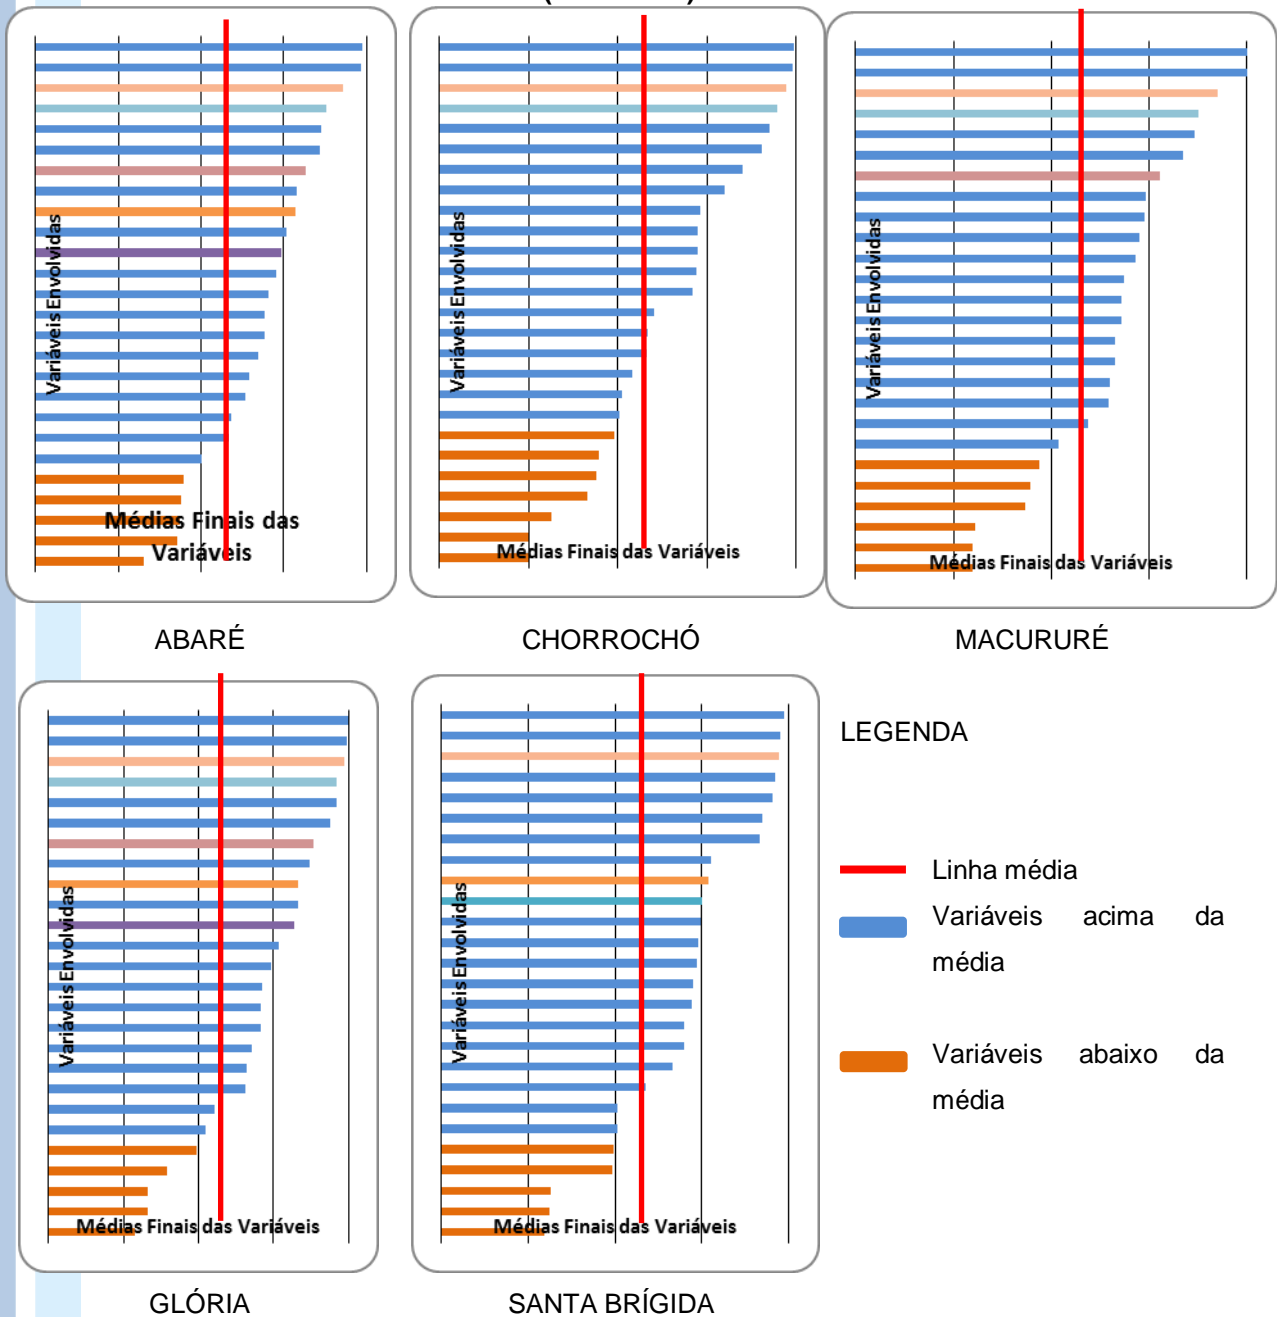 Variáveis Envolvidas
Médias Finais das
Variáveis
Variáveis Envolvidas
Médias Finais das Variáveis
Variáveis Envolvidas
Médias Finais das Variáveis
ABARÉ
CHORROCHÓ
MACURURÉ
Variáveis Envolvidas
Médias Finais das Variáveis
Variáveis Envolvidas
Médias Finais das Variáveis
LEGENDA
Linha média
Variáveis acima da
média
Variáveis abaixo da
média
GLÓRIA
SANTA BRÍGIDA